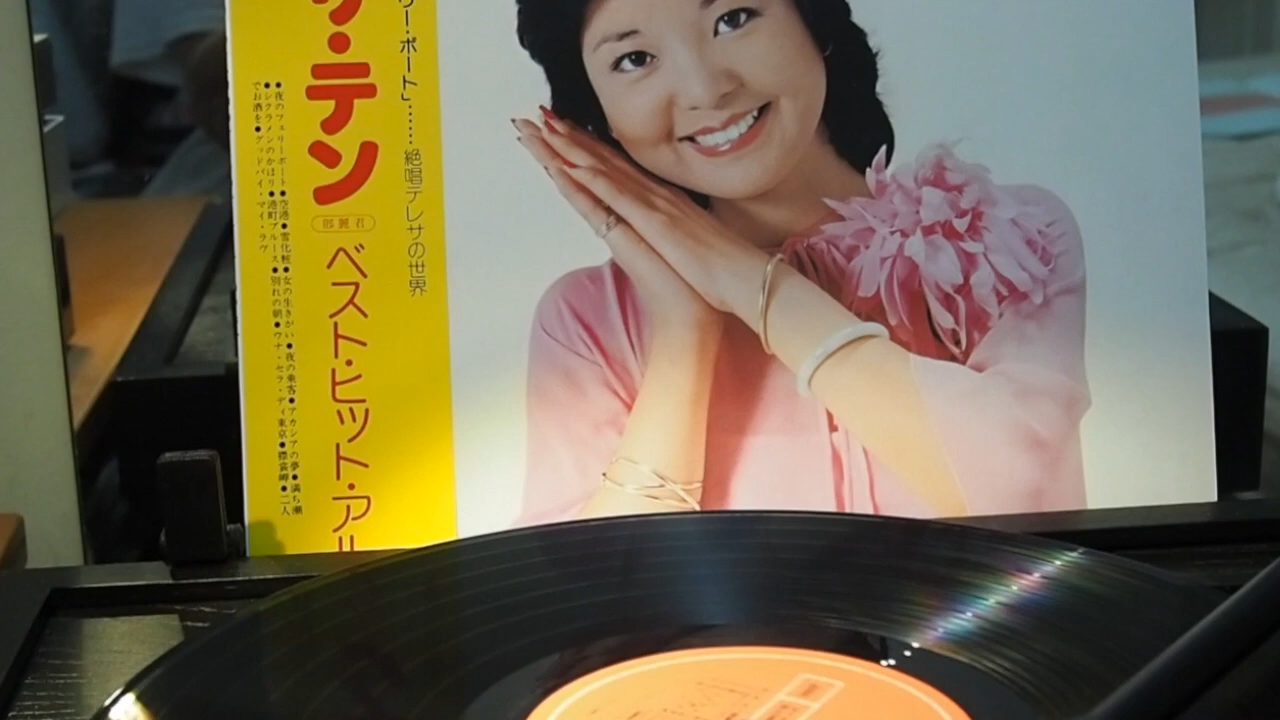 リー・ボート」……絶唱テレサの世界
サ・テン
鄧麗君
ベスト・ヒット・アル
●夜のフェリーボート●空港●雪化粧●女の生きがい●夜の乗客●アカシアの夢●満ち潮
●シクラメンのかほり●港町ブルース●別れの朝●ウナ・セラ・ディ東京●襟裳岬●二人
でお酒を●グッドバイ・マイ・ラヴ